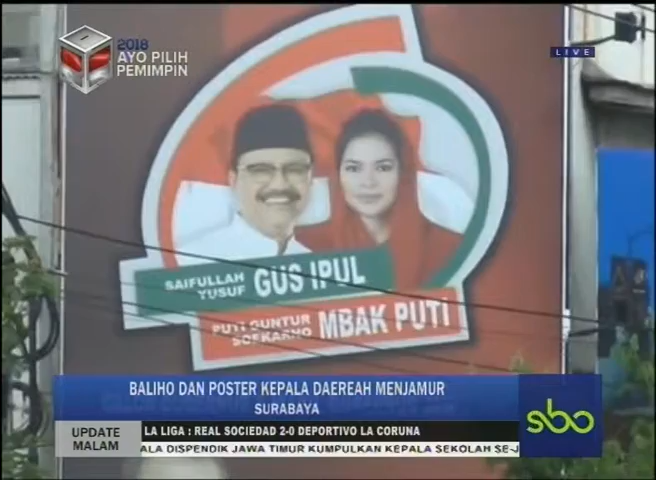 2018
AYO PILIH
PEMIMPIN
LIVE
SAIFULLAH
YUSUF
GUS IPUL
PUTI GUNTUR
SOEKARNO
MBAK PUTI
BALIHO DAN POSTER KEPALA DAEREAH MENJAMUR
SURABAYA
sbo
UPDATE
MALAM
LA LIGA : REAL SOCIEDAD 2-0 DEPORTIVO LA CORUNA
ALA DISPENDIK JAWA TIMUR KUMPULKAN KEPALA SEKOLAH SE-J